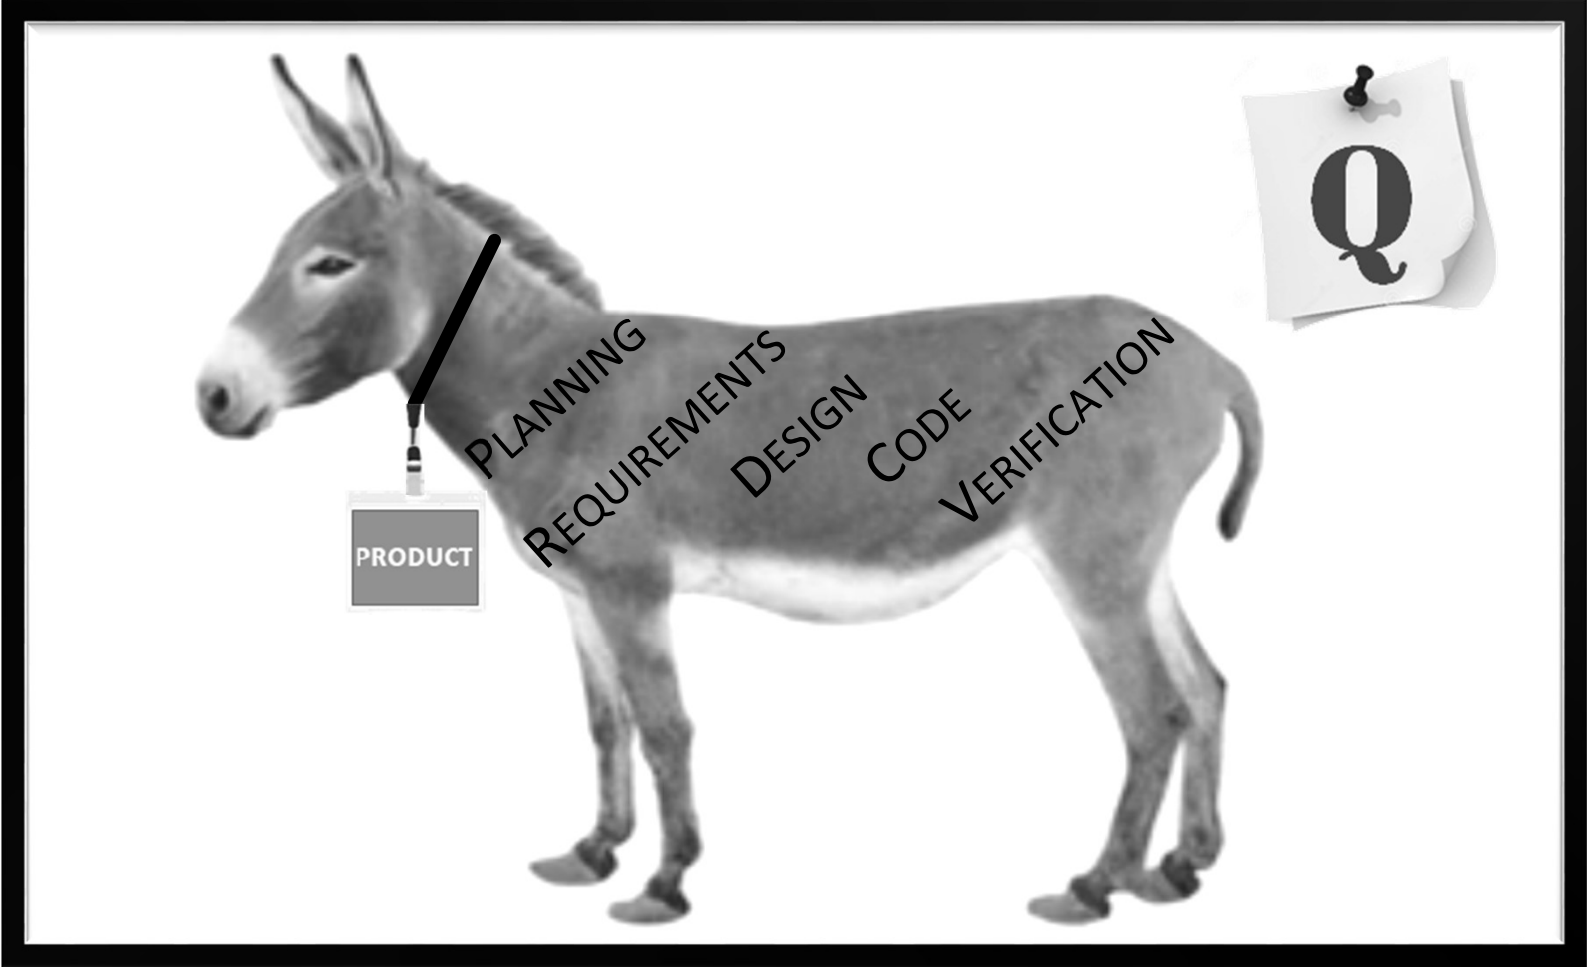 Q
PLANNING
REQUIREMENTS
DESIGN
CODE
VERIFICATION
PRODUCT